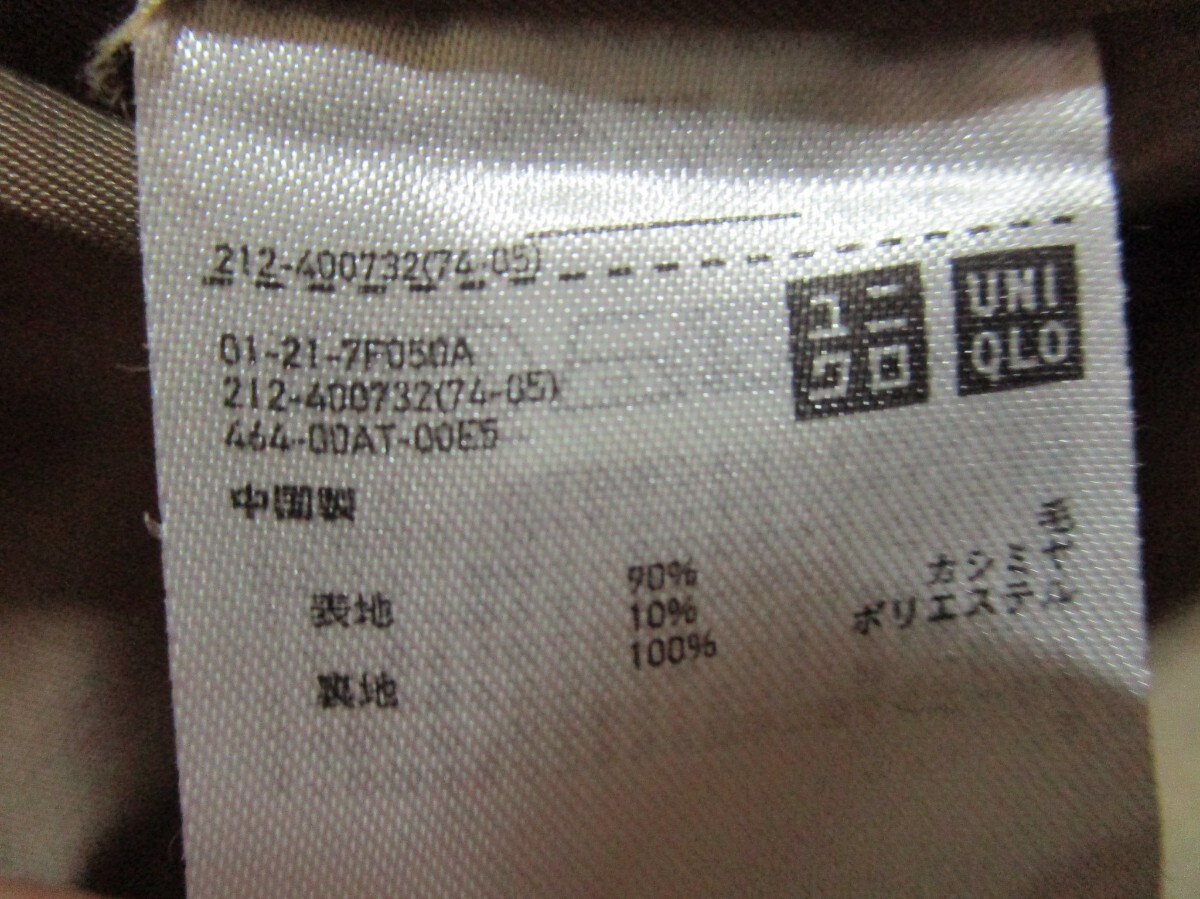 212-400732(74-05)
ユニ
クロ
UNI
QLO
01-21-7F050A
212-400732(74-05)
464-00AT-00E5
中国製
表地 90% 毛
10% カシミヤ
裏地 100% ポリエステル